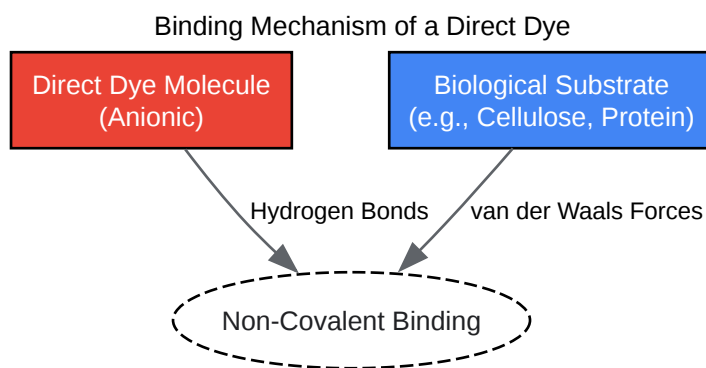 Binding Mechanism of a Direct Dye
Direct Dye Molecule
(Anionic)
Biological Substrate
(e.g., Cellulose, Protein)
Hydrogen Bonds
van der Waals Forces
Non-Covalent Binding